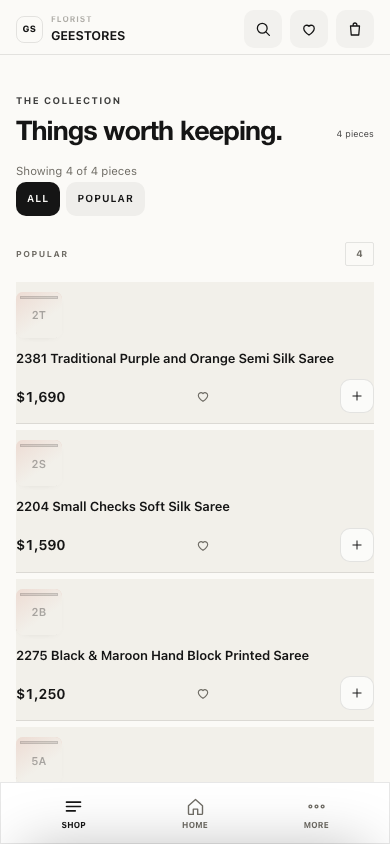 GS
FLORIST
GEESTORES
THE COLLECTION
Things worth keeping.
4 pieces
Showing 4 of 4 pieces
ALL
POPULAR
POPULAR
4
2T
2381 Traditional Purple and Orange Semi Silk Saree
$1,690
2S
2204 Small Checks Soft Silk Saree
$1,590
2B
2275 Black & Maroon Hand Block Printed Saree
$1,250
5A
SHOP
HOME
MORE